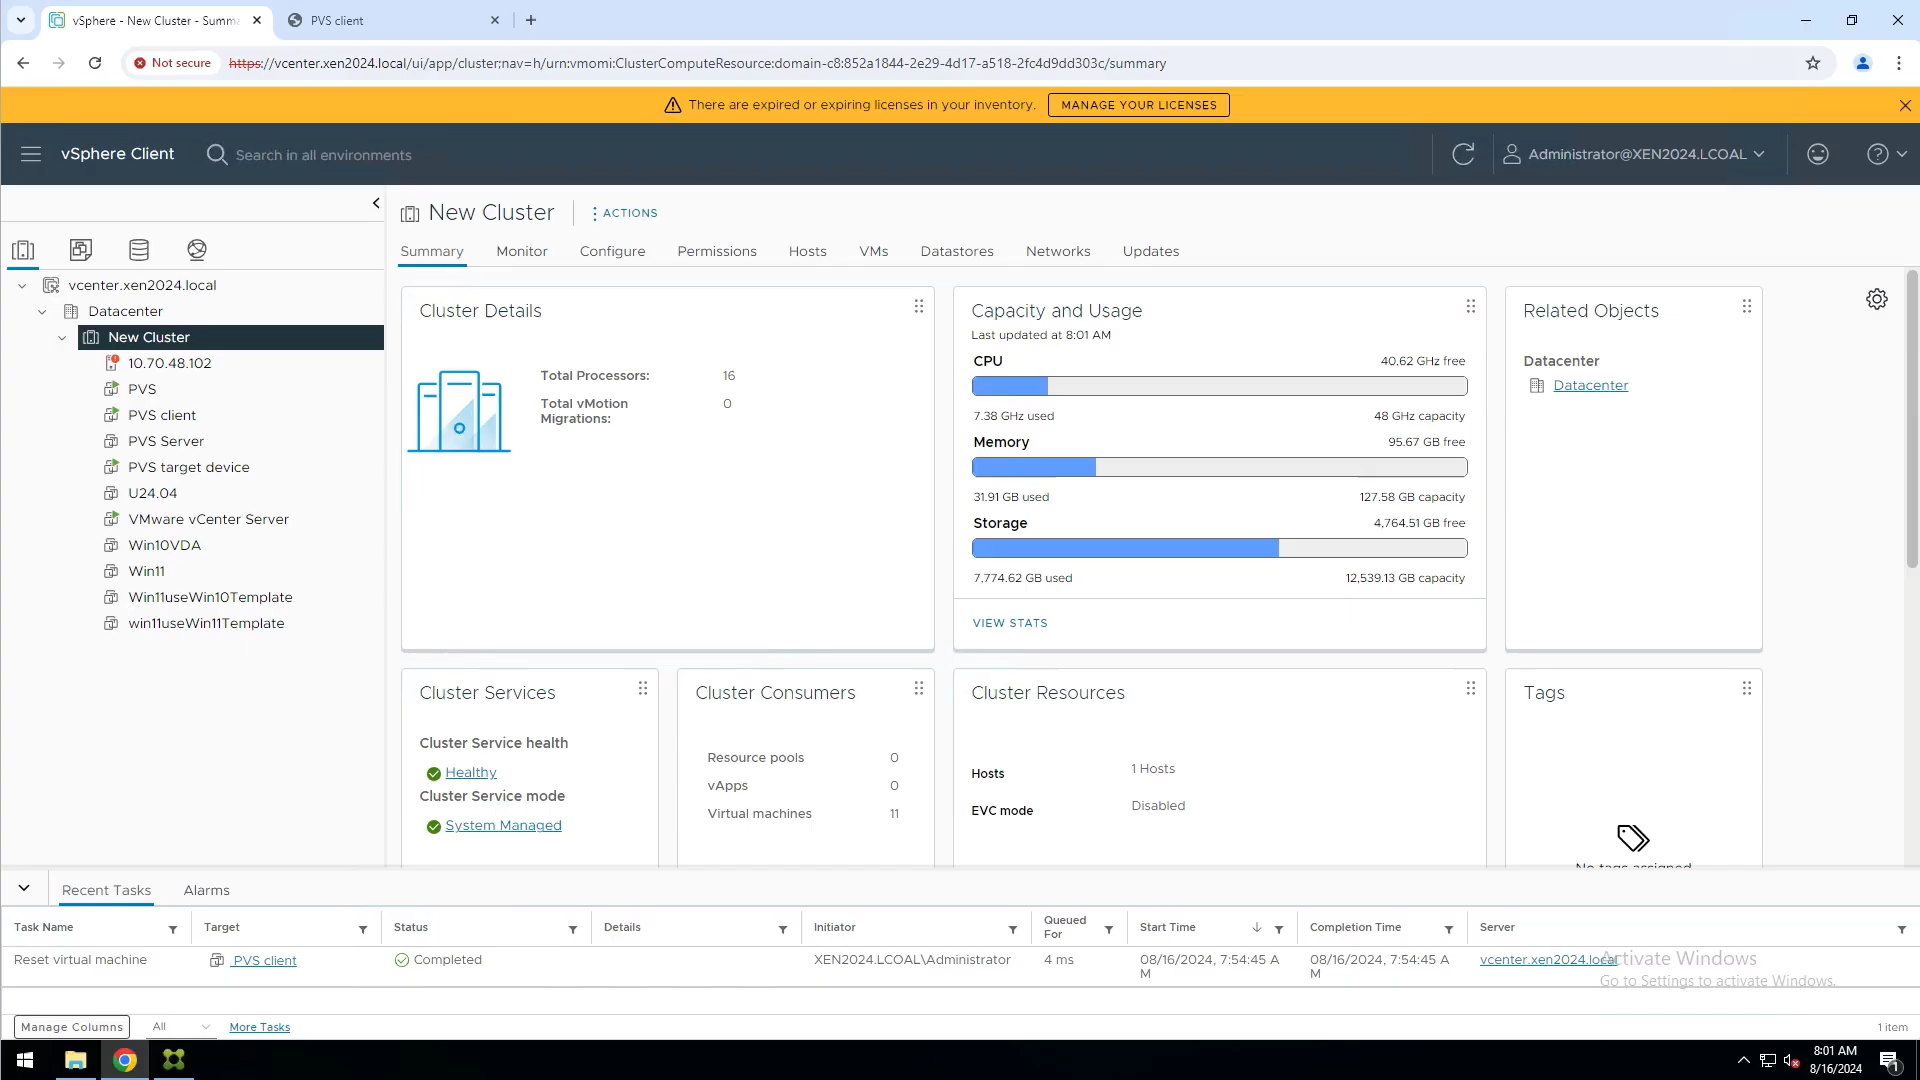 vSphere - New Cluster - Summa
PVS client
Not secure
https://vcenter.xen2024.local/ui/app/cluster;nav=h/urn:vmomi:ClusterComputeResource:domain-c8:852a1844-2e29-4d17-a518-2fc4d9dd303c/summary
There are expired or expiring licenses in your inventory.
MANAGE YOUR LICENSES
vSphere Client
Search in all environments
Administrator@XEN2024.LCOAL
New Cluster
ACTIONS
Summary
Monitor
Configure
Permissions
Hosts
VMs
Datastores
Networks
Updates
vcenter.xen2024.local
Datacenter
New Cluster
10.70.48.102
PVS
PVS client
PVS Server
PVS target device
U24.04
VMware vCenter Server
Win10VDA
Win11
Win11useWin10Template
win11useWin11Template
Cluster Details
Total Processors: 16
Total vMotion 0
Migrations:
Capacity and Usage
Last updated at 8:01 AM
CPU 40.62 GHz free
7.38 GHz used 48 GHz capacity
Memory 95.67 GB free
31.91 GB used 127.58 GB capacity
Storage 4,764.51 GB free
7,774.62 GB used 12,539.13 GB capacity
VIEW STATS
Related Objects
Datacenter
Datacenter
Cluster Services
Cluster Service health
Healthy
Cluster Service mode
System Managed
Cluster Consumers
Resource pools 0
vApps 0
Virtual machines 11
Cluster Resources
Hosts 1 Hosts
EVC mode Disabled
Tags
No tags assigned
Recent Tasks
Alarms
Task Name
Target
Status
Details
Initiator
Queued
For
Start Time
Completion Time
Server
Reset virtual machine
PVS client
Completed
XEN2024.LCOAL\Administrator
4 ms
08/16/2024, 7:54:45 A
M
08/16/2024, 7:54:45 A
M
vcenter.xen2024.local
Activate Windows
Go to Settings to activate Windows.
Manage Columns
All
More Tasks
1 item
8:01 AM
8/16/2024
1